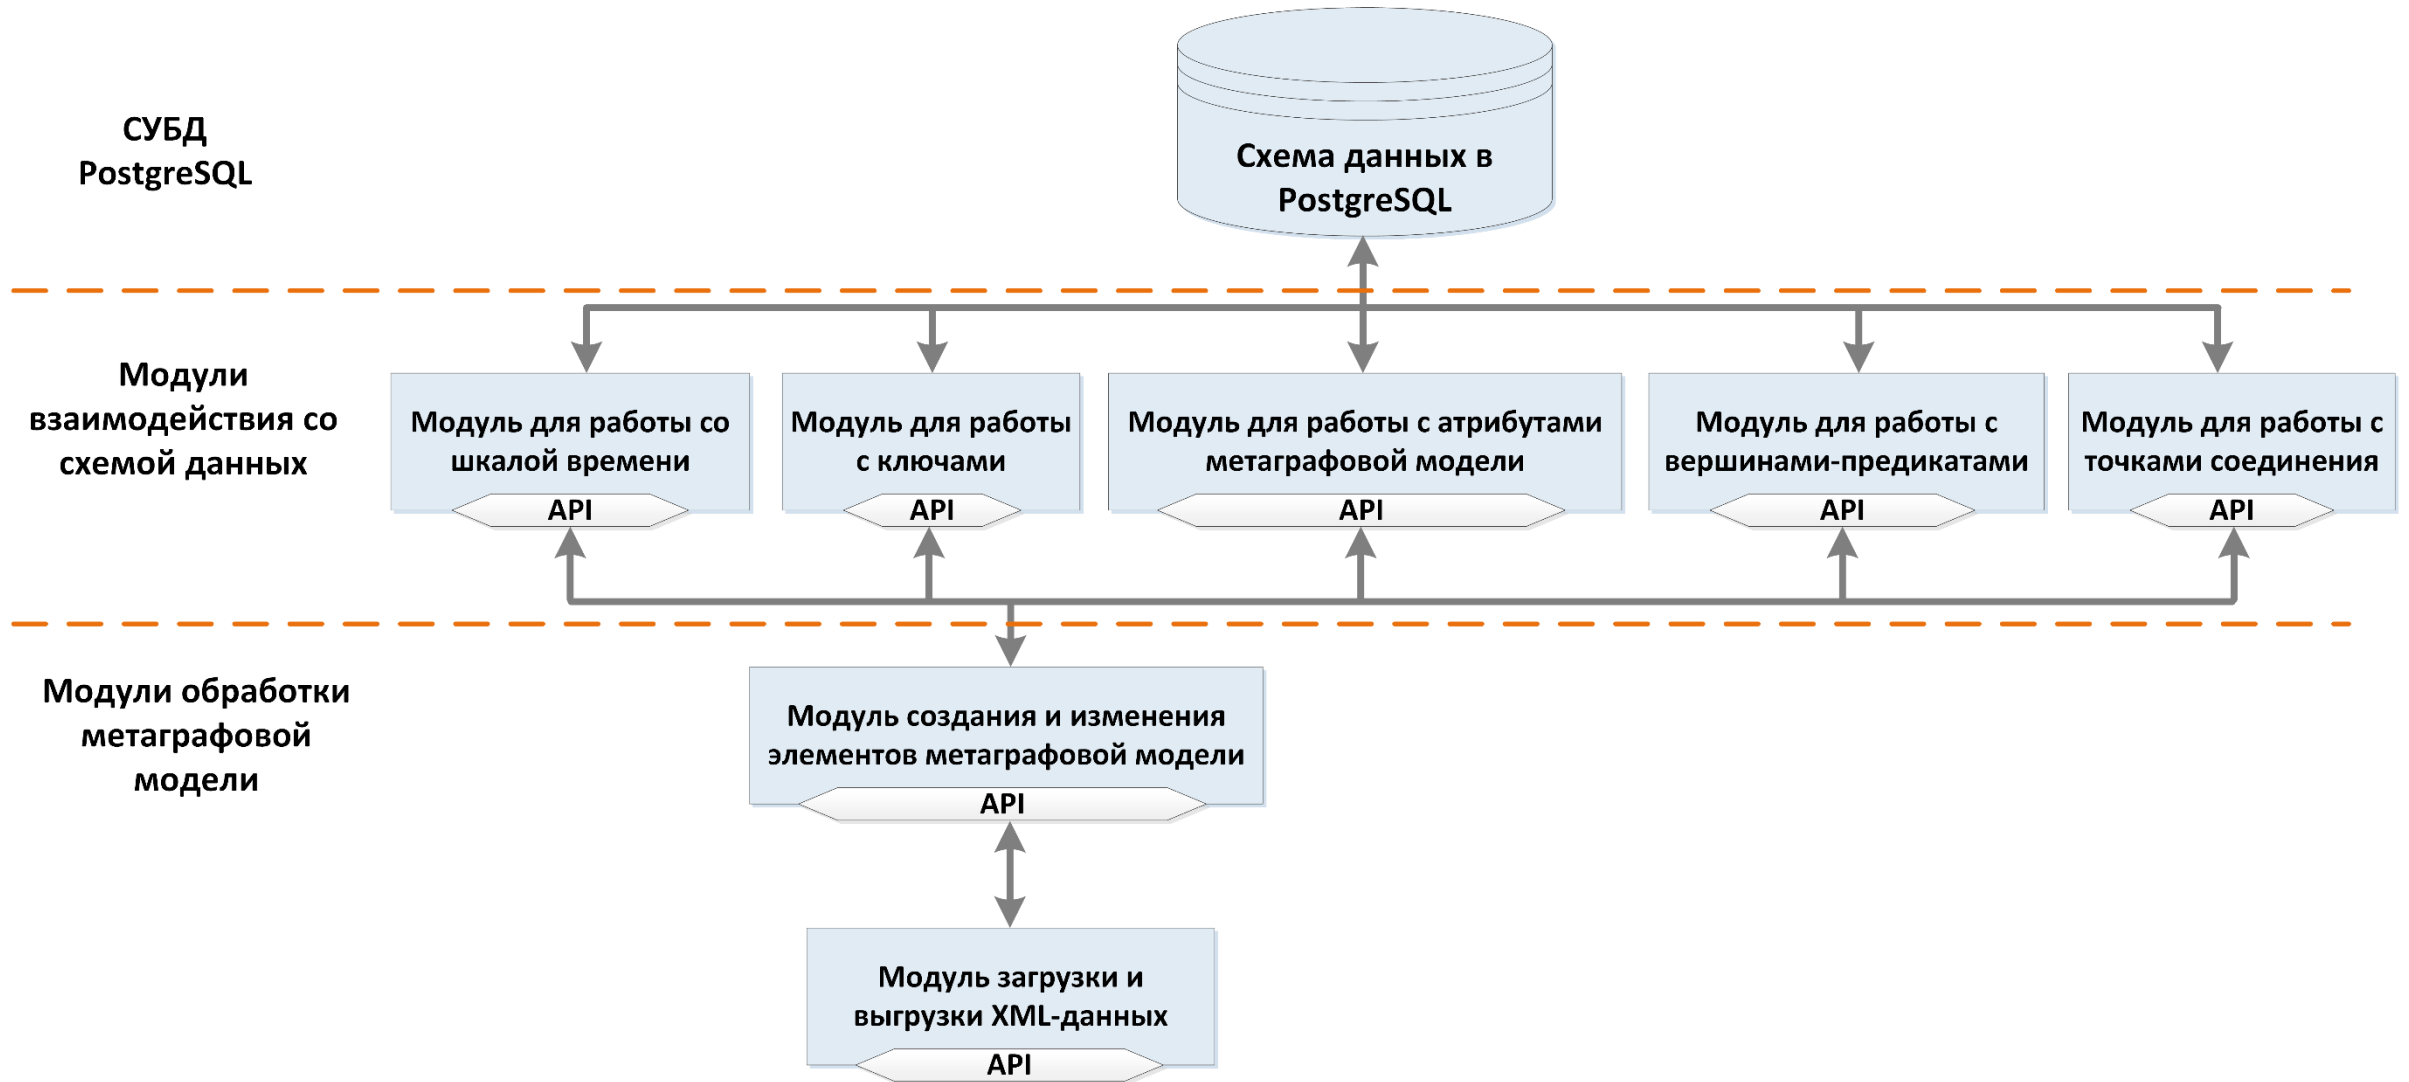 СУБД
PostgreSQL
Схема данных в
PostgreSQL
Модули
взаимодействия со
схемой данных
Модуль для работы со
шкалой времени
API
Модуль для работы
с ключами
API
Модуль для работы с атрибутами
метаграфовой модели
API
Модуль для работы с
вершинами-предикатами
API
Модуль для работы с
точками соединения
API
Модули обработки
метаграфовой
модели
Модуль создания и изменения
элементов метаграфовой модели
API
Модуль загрузки и
выгрузки XML-данных
API